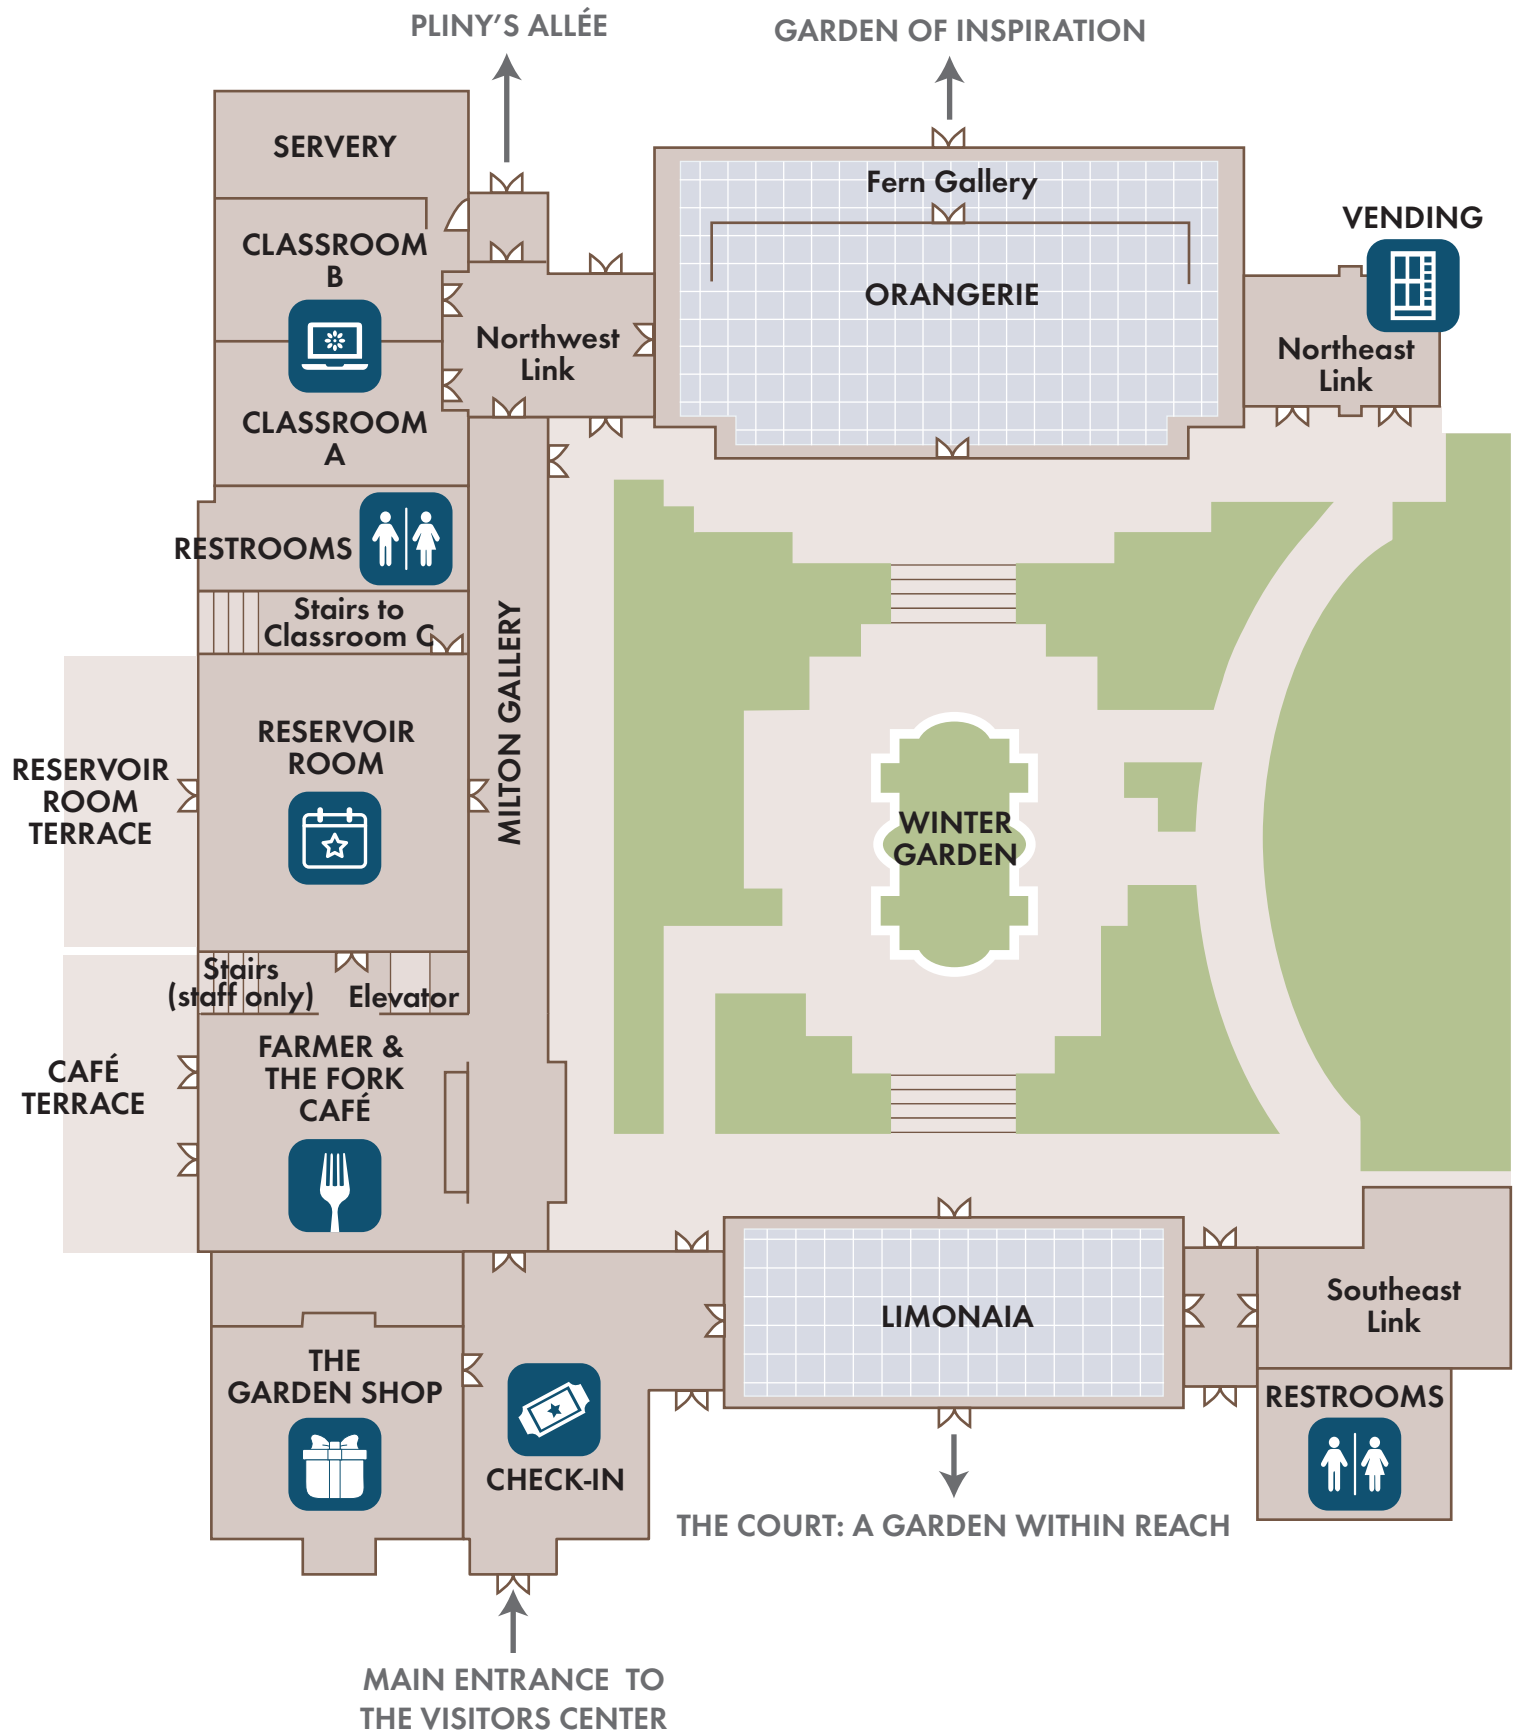 PLINY'S ALLÉE
GARDEN OF INSPIRATION
SERVERY
Fern Gallery
VENDING
CLASSROOM
B
ORANGERIE
Northwest
Link
Northeast
Link
CLASSROOM
A
RESTROOMS
Stairs to
Classroom C
MILTON GALLERY
RESERVOIR
ROOM
RESERVOIR
ROOM
TERRACE
WINTER
GARDEN
Stairs
(staff only)
Elevator
FARMER &
THE FORK
CAFÉ
CAFÉ
TERRACE
LIMONAIA
Southeast
Link
THE
GARDEN SHOP
RESTROOMS
CHECK-IN
THE COURT: A GARDEN WITHIN REACH
MAIN ENTRANCE TO
THE VISITORS CENTER